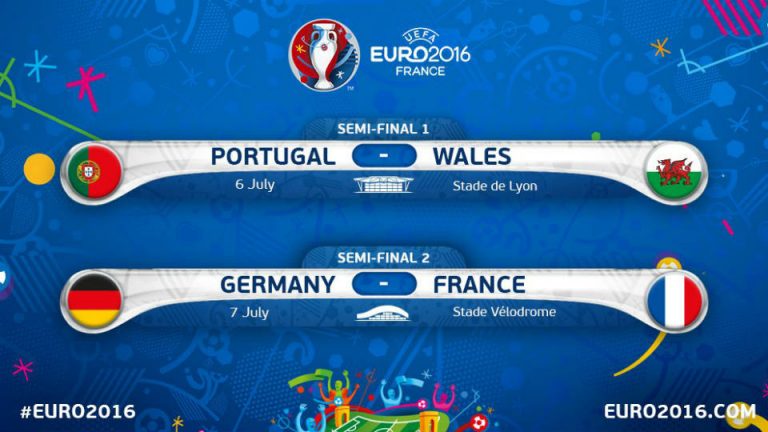 UEFA
EURO2016
FRANCE
TM
SEMI-FINAL 1
PORTUGAL - WALES
6 July
Stade de Lyon
SEMI-FINAL 2
GERMANY - FRANCE
7 July
Stade Vélodrome
#EURO2016
EURO2016.COM